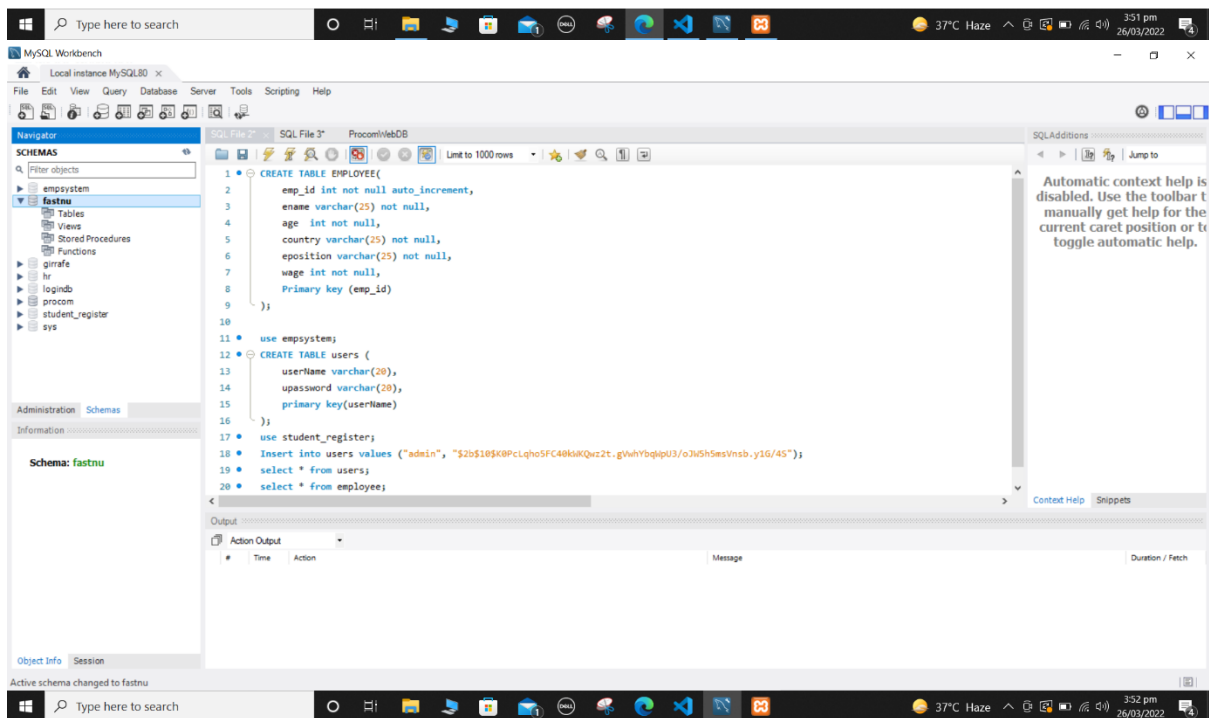 Type here to search
37°C Haze
3:51 pm
26/03/2022
MySQL Workbench
Local instance MySQL80
File Edit View Query Database Server Tools Scripting Help
Navigator
SCHEMAS
Filter objects
empsystem
fastnu
Tables
Views
Stored Procedures
Functions
girrafe
hr
logindb
procom
student_register
sys
Administration Schemas
Information
Schema: fastnu
Object Info Session
SQL File 2* SQL File 3* ProcomWebDB
Limit to 1000 rows
1 CREATE TABLE EMPLOYEE(
2 emp_id int not null auto_increment,
3 ename varchar(25) not null,
4 age int not null,
5 country varchar(25) not null,
6 eposition varchar(25) not null,
7 wage int not null,
8 Primary key (emp_id)
9 );
10
11 use empsystem;
12 CREATE TABLE users (
13 userName varchar(20),
14 upassword varchar(20),
15 primary key(userName)
16 );
17 use student_register;
18 Insert into users values ("admin", "$2b$10$K0PcLqho5FC40kWKQwz2t.gVwhYbqWpU3/oJW5h5msVnsb.y1G/4S");
19 select * from users;
20 select * from employee;
Output
Action Output
# Time Action Message Duration / Fetch
SQLAdditions
Jump to
Automatic context help is
disabled. Use the toolbar t
manually get help for the
current caret position or to
toggle automatic help.
Context Help Snippets
Active schema changed to fastnu
Type here to search
37°C Haze
3:52 pm
26/03/2022